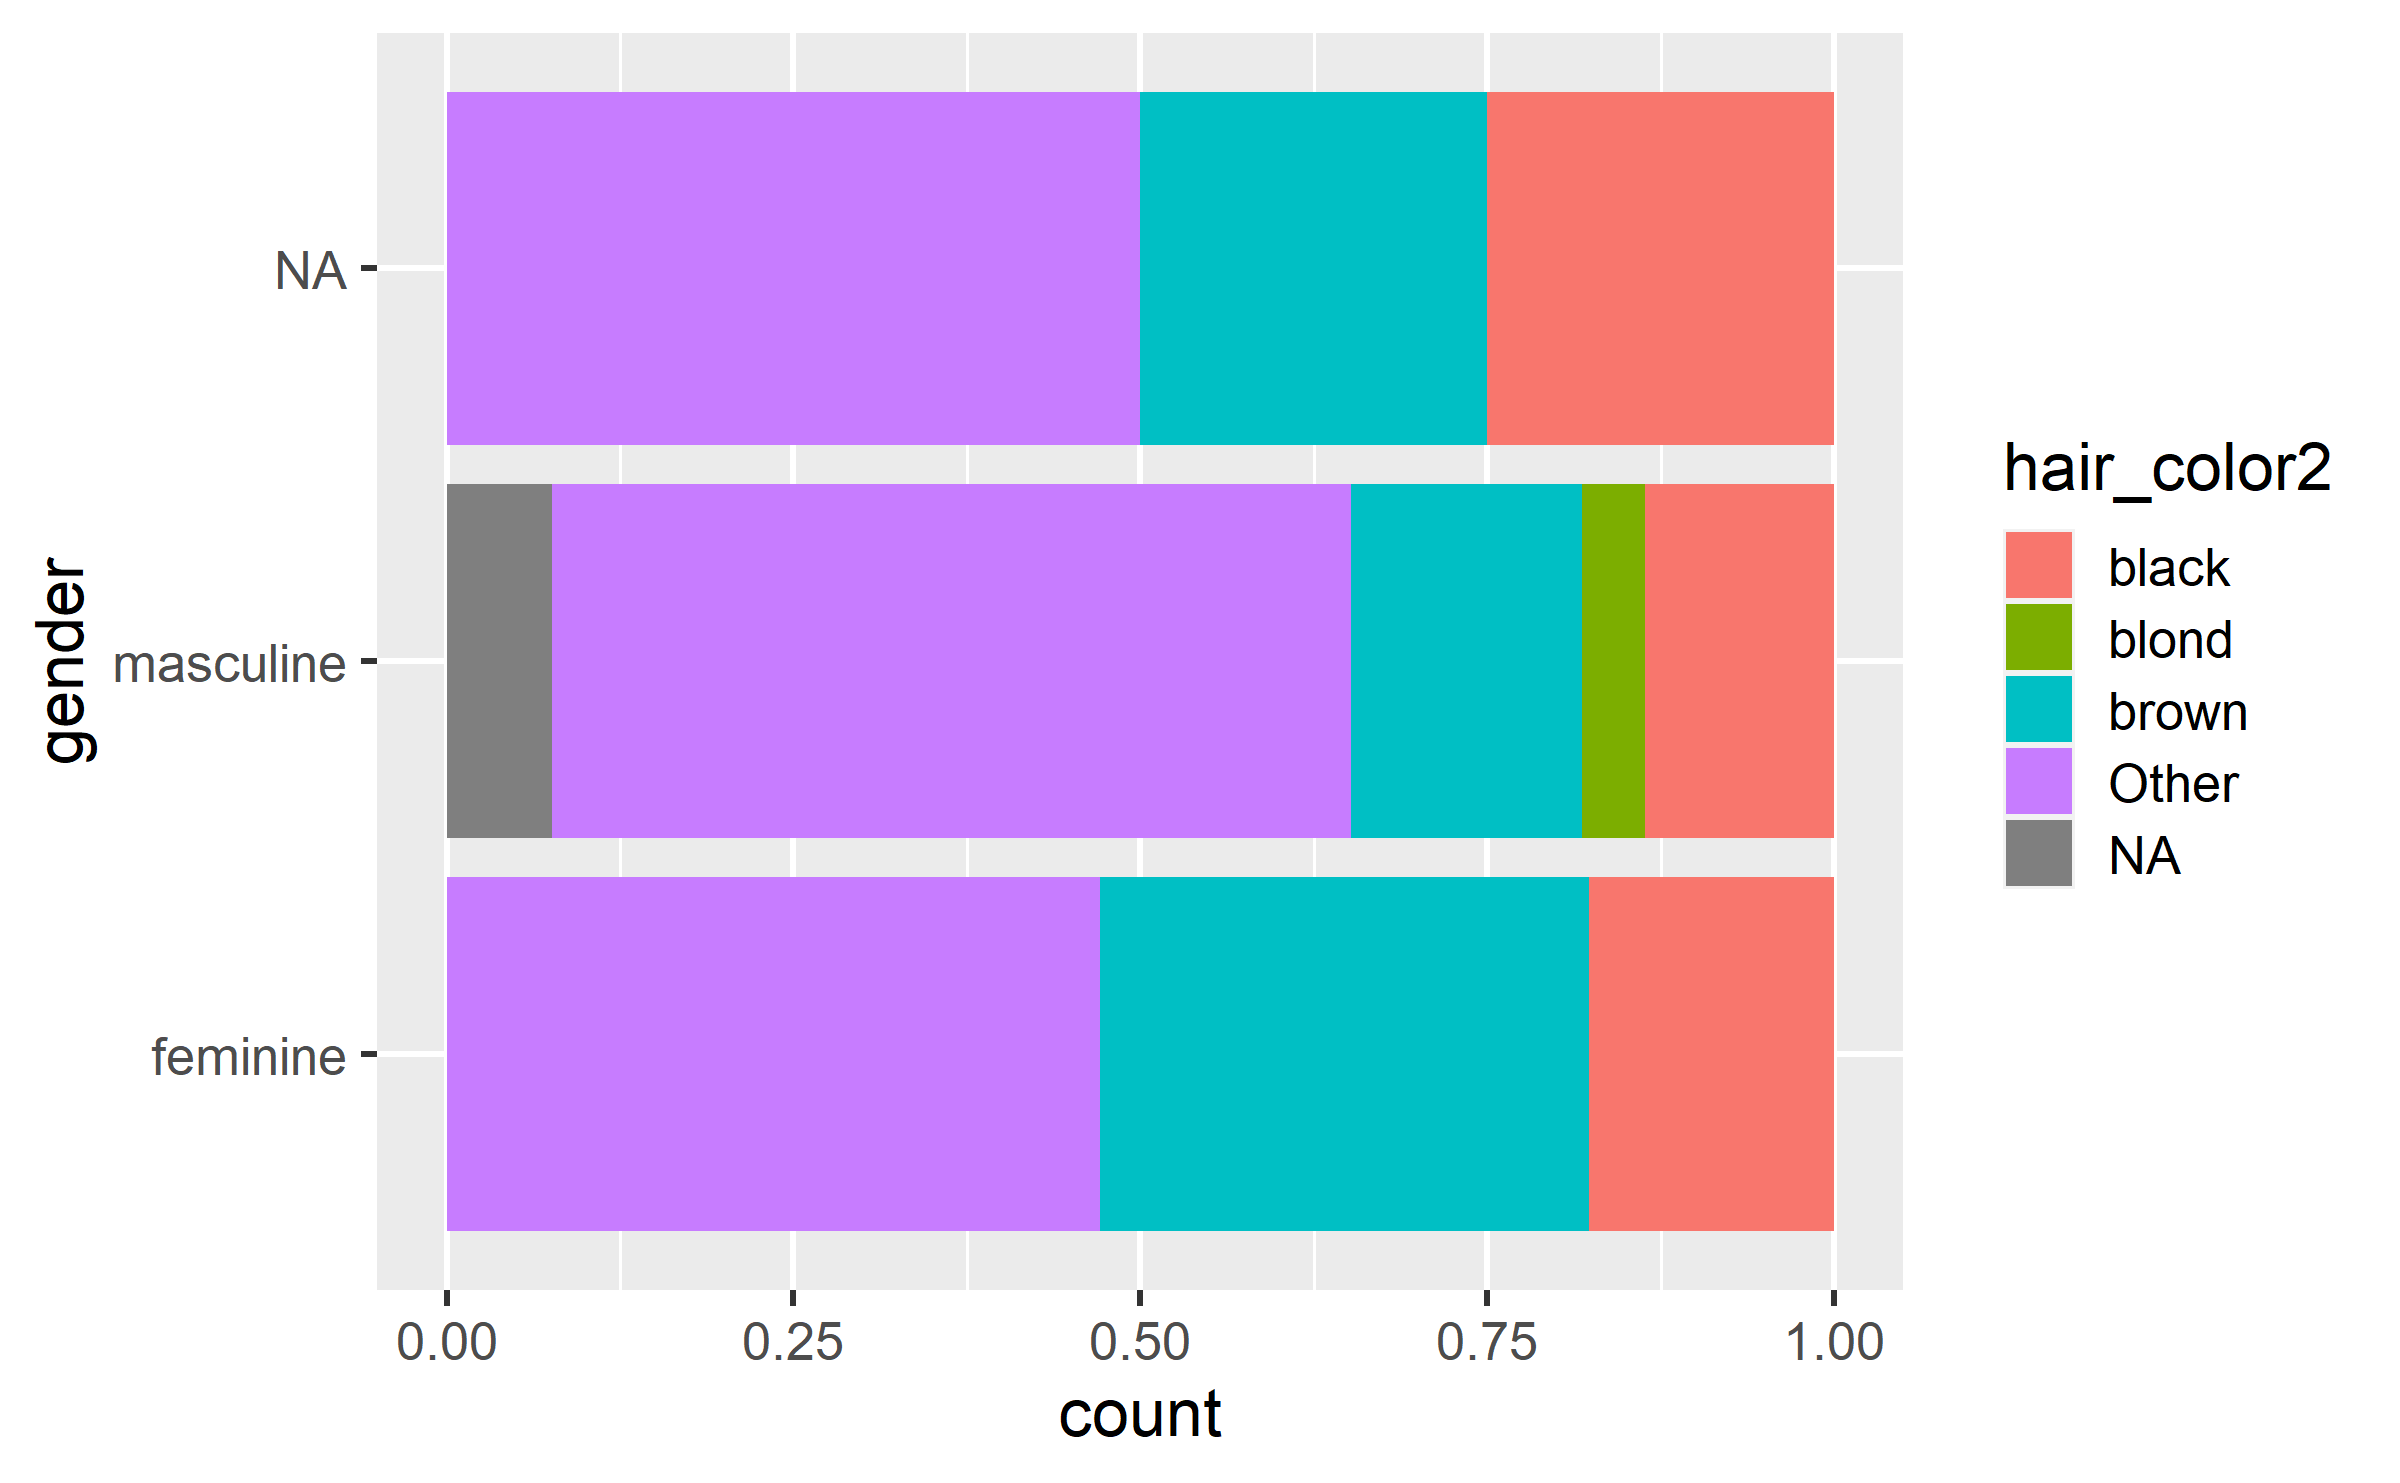 gender
NA
masculine
feminine
0.00 0.25 0.50 0.75 1.00
count
hair_color2
black
blond
brown
Other
NA